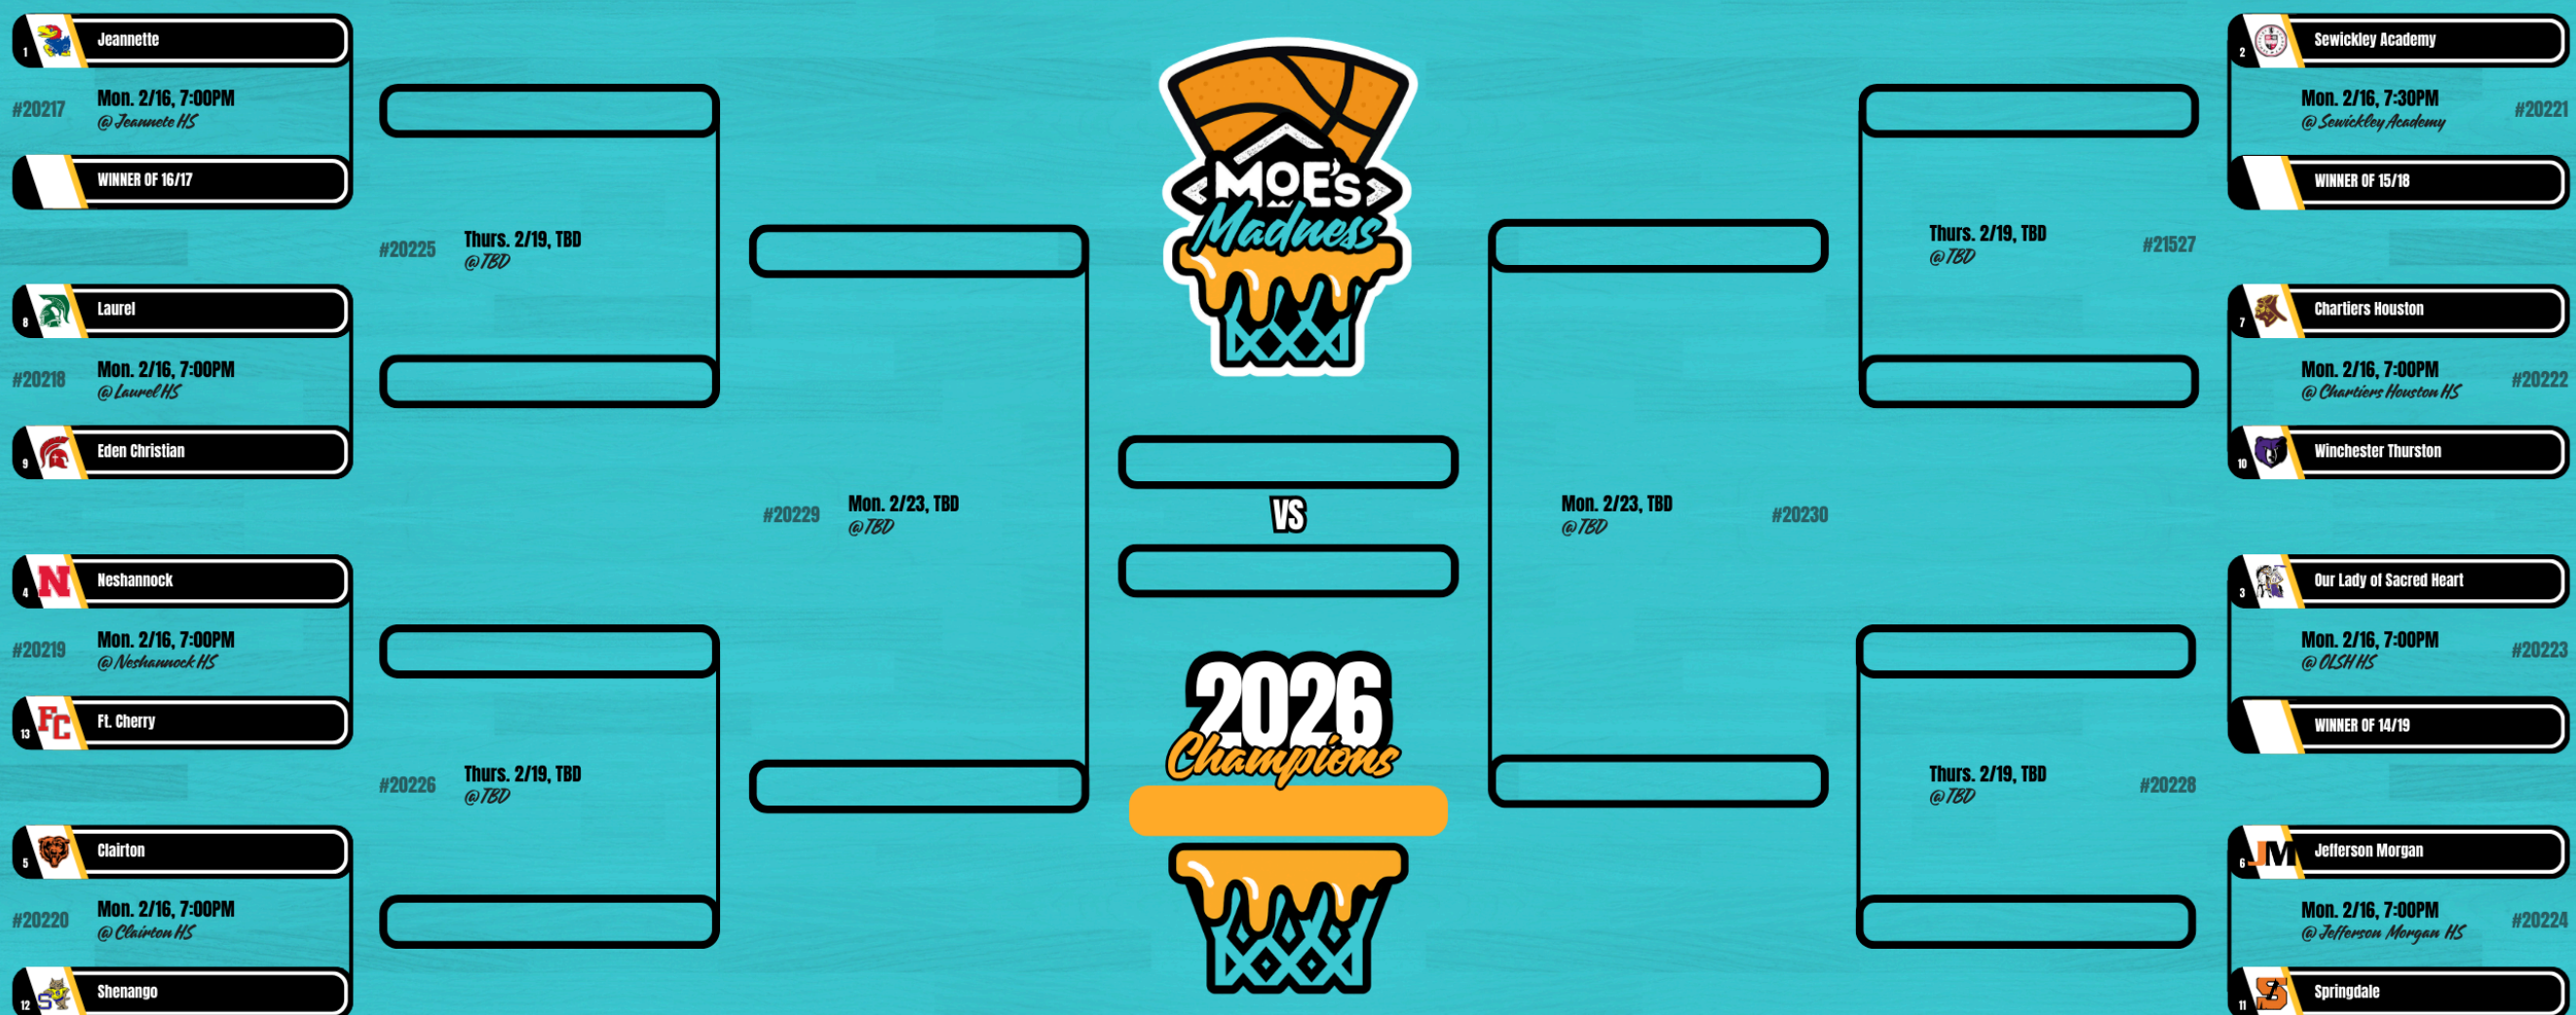 1
Jeannette
#20217
Mon. 2/16, 7:00PM
@ Jeannete HS
WINNER OF 16/17
#20225
Thurs. 2/19, TBD
@ TBD
8
Laurel
#20218
Mon. 2/16, 7:00PM
@ Laurel HS
9
Eden Christian
#20229
Mon. 2/23, TBD
@ TBD
4
N
Neshannock
#20219
Mon. 2/16, 7:00PM
@ Neshannock HS
13
FC
Ft. Cherry
#20226
Thurs. 2/19, TBD
@ TBD
5
Clairton
#20220
Mon. 2/16, 7:00PM
@ Clairton HS
12
S
Shenango
MOE'S
Madness
VS
2026
Champions
2
Sewickley Academy
Mon. 2/16, 7:30PM
@ Sewickley Academy
#20221
WINNER OF 15/18
Thurs. 2/19, TBD
@ TBD
#21527
7
Chartiers Houston
Mon. 2/16, 7:00PM
@ Chartiers Houston HS
#20222
10
Winchester Thurston
Mon. 2/23, TBD
@ TBD
#20230
3
Our Lady of Sacred Heart
Mon. 2/16, 7:00PM
@ OLSH HS
#20223
WINNER OF 14/19
Thurs. 2/19, TBD
@ TBD
#20228
6
JM
Jefferson Morgan
Mon. 2/16, 7:00PM
@ Jefferson Morgan HS
#20224
11
S
Springdale